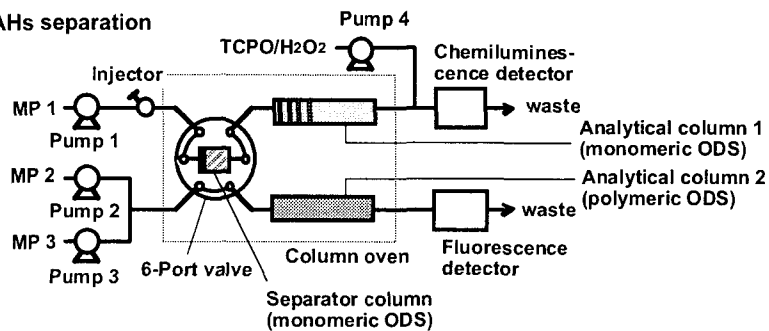 AHs separation
Pump 4
TCPO/H2O2
Chemilumines-
cence detector
Injector
MP 1
waste
Pump 1
Analytical column 1
(monomeric ODS)
MP 2
Analytical column 2
(polymeric ODS)
Pump 2
waste
MP 3
Pump 3
6-Port valve
Column oven
Fluorescence
detector
Separator column
(monomeric ODS)